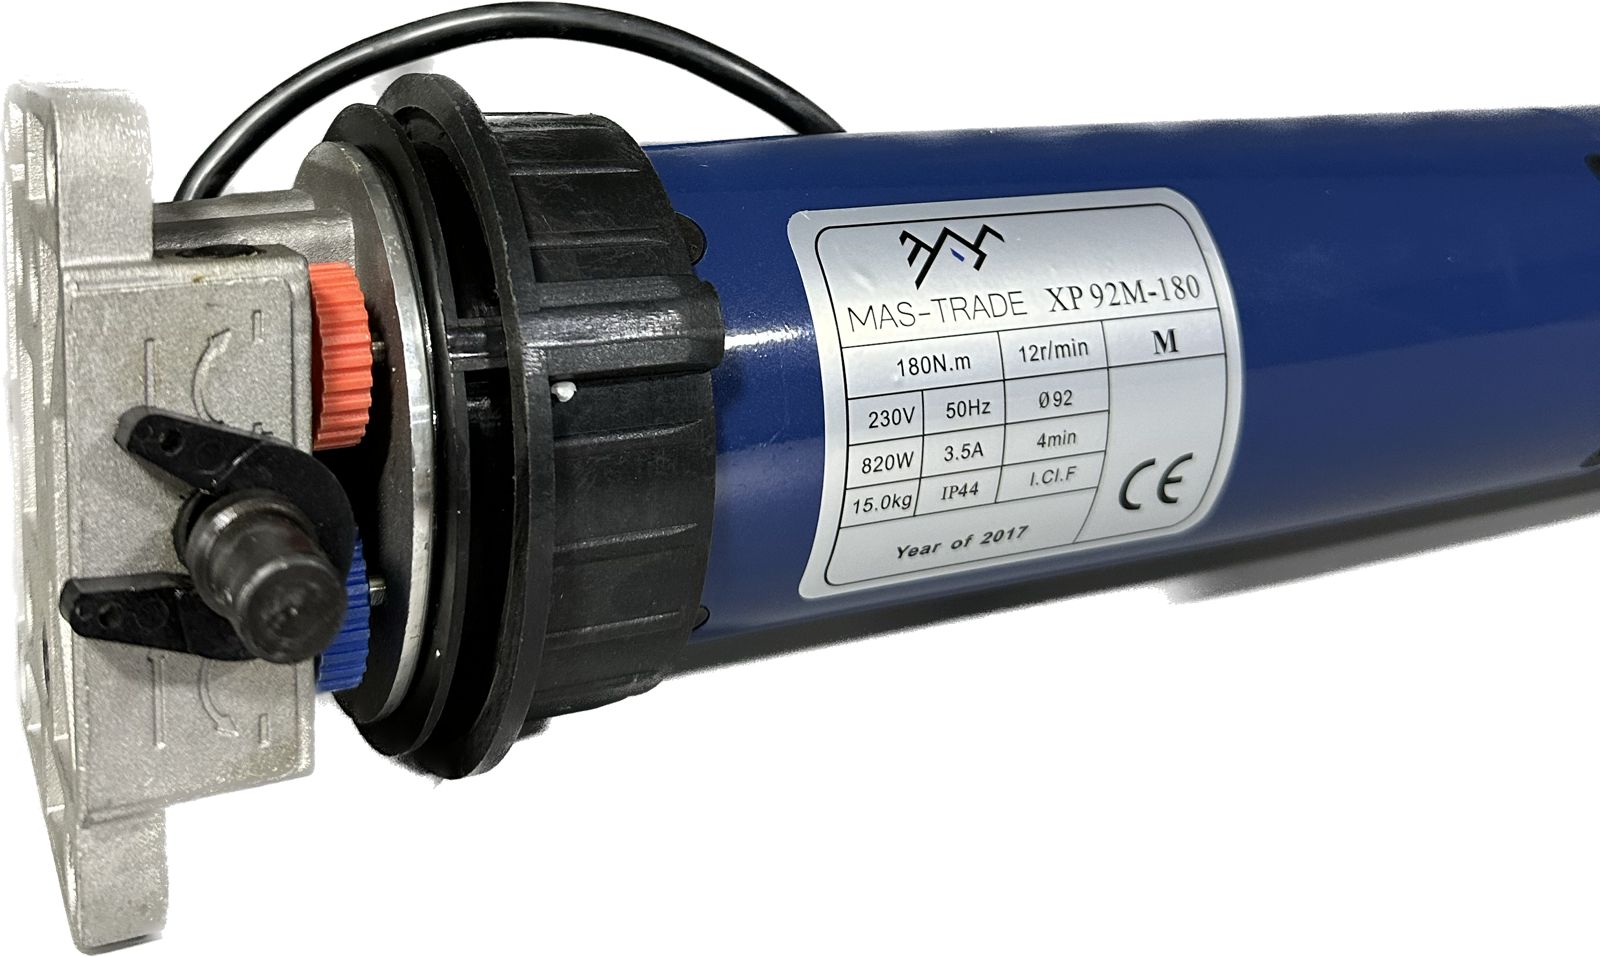 MAS
MAS-TRADE XP 92M-180
180N.m 12r/min M
230V 50Hz Ø92
820W 3.5A 4min
15.0kg IP44 I.Cl.F
CE
Year of 2017